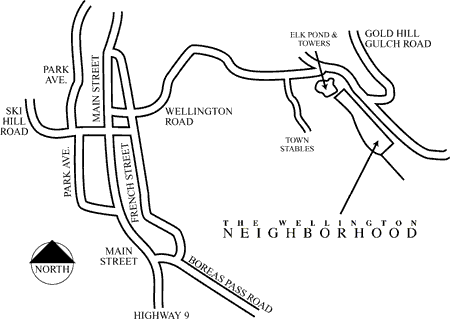 ELK POND &
TOWERS
GOLD HILL
GULCH ROAD
PARK
AVE.
MAIN STREET
SKI
HILL
ROAD
WELLINGTON
ROAD
TOWN
STABLES
PARK AVE.
FRENCH STREET
THE WELLINGTON
NEIGHBORHOOD
MAIN
STREET
BOREAS PASS ROAD
NORTH
HIGHWAY 9